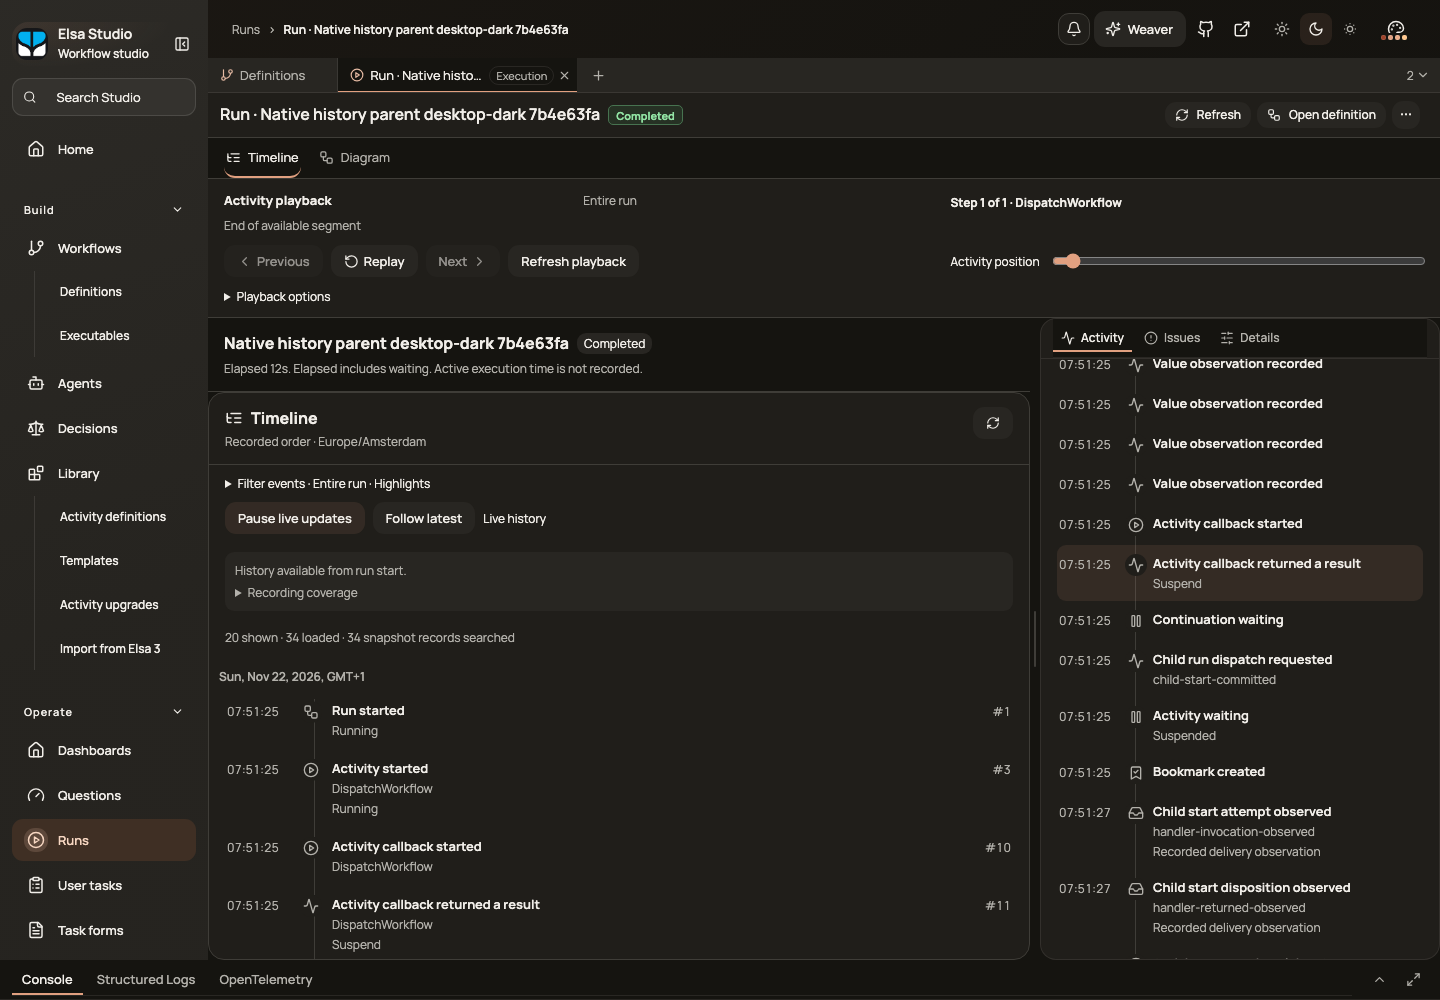 Elsa Studio
Workflow studio
Search Studio
Home
Build
Workflows
Definitions
Executables
Agents
Decisions
Library
Activity definitions
Templates
Activity upgrades
Import from Elsa 3
Operate
Dashboards
Questions
Runs
User tasks
Task forms
Runs › Run · Native history parent desktop-dark 7b4e63fa
Weaver
Definitions
Run · Native histo... Execution
2
Run · Native history parent desktop-dark 7b4e63fa Completed
Refresh Open definition
Timeline Diagram
Activity playback Entire run
End of available segment
Previous Replay Next Refresh playback
Playback options
Step 1 of 1 · DispatchWorkflow
Activity position
Native history parent desktop-dark 7b4e63fa Completed
Elapsed 12s. Elapsed includes waiting. Active execution time is not recorded.
Timeline
Recorded order · Europe/Amsterdam
Filter events · Entire run · Highlights
Pause live updates Follow latest Live history
History available from run start.
Recording coverage
20 shown · 34 loaded · 34 snapshot records searched
Sun, Nov 22, 2026, GMT+1
07:51:25 Run started #1
Running
07:51:25 Activity started #3
DispatchWorkflow
Running
07:51:25 Activity callback started #10
DispatchWorkflow
07:51:25 Activity callback returned a result #11
DispatchWorkflow
Suspend
Activity Issues Details
07:51:25 Value observation recorded
07:51:25 Value observation recorded
07:51:25 Value observation recorded
07:51:25 Value observation recorded
07:51:25 Activity callback started
07:51:25 Activity callback returned a result
Suspend
07:51:25 Continuation waiting
07:51:25 Child run dispatch requested
child-start-committed
07:51:25 Activity waiting
Suspended
07:51:25 Bookmark created
07:51:27 Child start attempt observed
handler-invocation-observed
Recorded delivery observation
07:51:27 Child start disposition observed
handler-returned-observed
Recorded delivery observation
Console Structured Logs OpenTelemetry